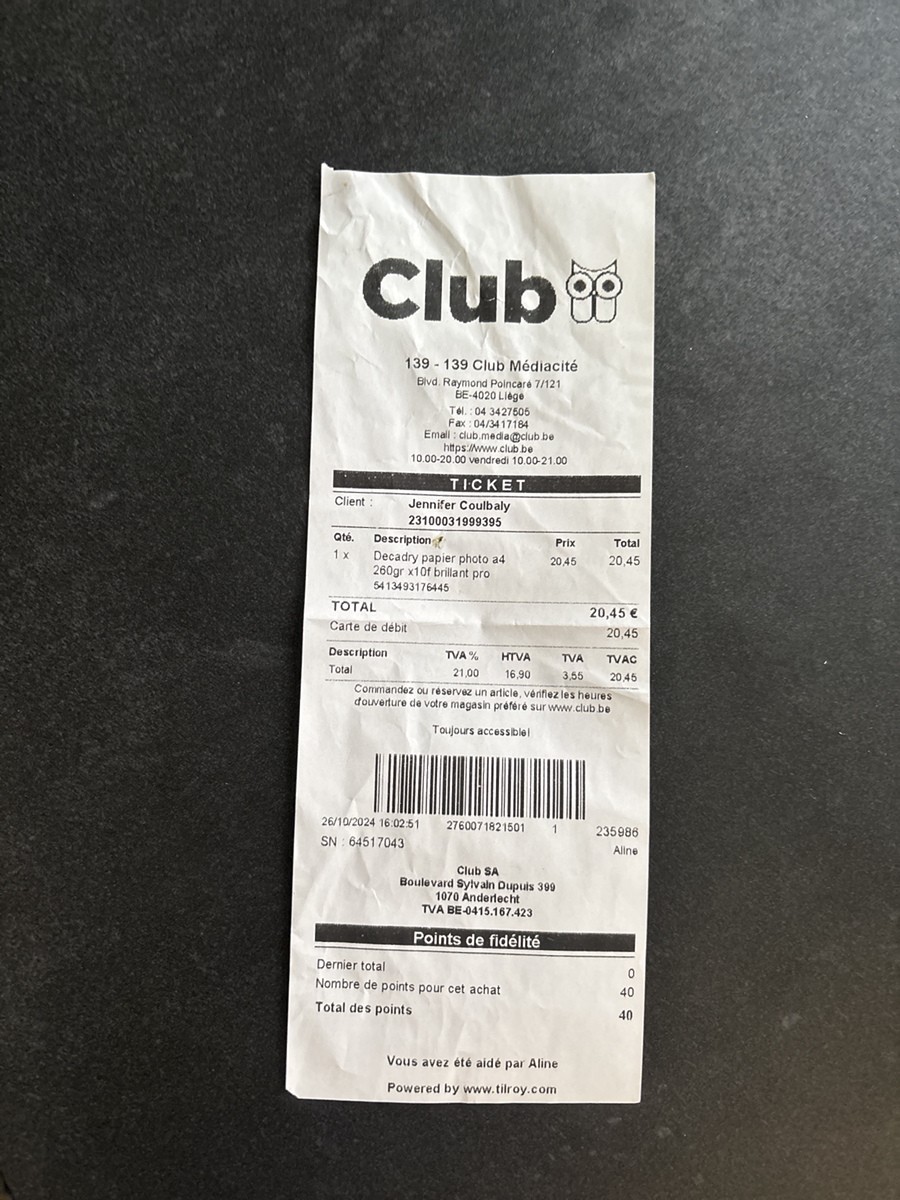 Club
139 - 139 Club Médiacité
Blvd. Raymond Poincaré 7/121
BE-4020 Liège
Tél. : 04 3427505
Fax : 04/3417184
Email : club.media@club.be
https://www.club.be
10.00-20.00 vendredi 10.00-21.00
TICKET
Client : Jennifer Coulbaly
23100031999395
Qté. Description Prix Total
1 x Decadry papier photo a4 20,45 20,45
260gr x10f brillant pro
5413493176445
TOTAL 20,45 €
Carte de débit 20,45
Description TVA % HTVA TVA TVAC
Total 21,00 16,90 3,55 20,45
Commandez ou réservez un article, vérifiez les heures
d'ouverture de votre magasin préféré sur www.club.be
Toujours accessible!
26/10/2024 16:02:51 2760071821501 1 235986
SN : 64517043 Aline
Club SA
Boulevard Sylvain Dupuis 399
1070 Anderlecht
TVA BE-0415.167.423
Points de fidélité
Dernier total 0
Nombre de points pour cet achat 40
Total des points 40
Vous avez été aidé par Aline
Powered by www.tilroy.com